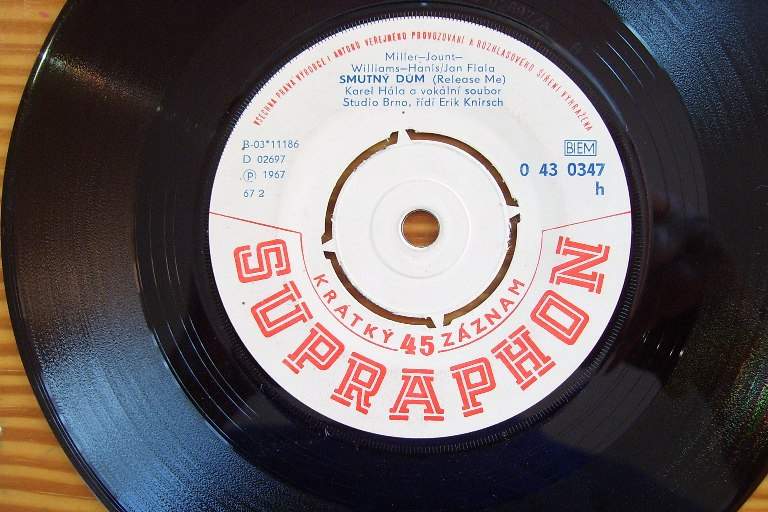 VŠECHNA PRÁVA VÝROBCE I AUTORŮ VEŘEJNÉHO PROVOZOVÁNÍ A ROZHLASOVÉHO ŠÍŘENÍ VYHRAZENA
Miller-Jount-
Williams-Hanis/Jan Fiala
SMUTNÝ DŮM (Release Me)
Karel Hála a vokální soubor
Studio Brno, řídí Erik Knirsch
B-03*11186
D 02697
Ⓟ 1967
67 2
BIEM
0 43 0347
h
KRÁTKÝ 45 ZÁZNAM
SUPRAPHON